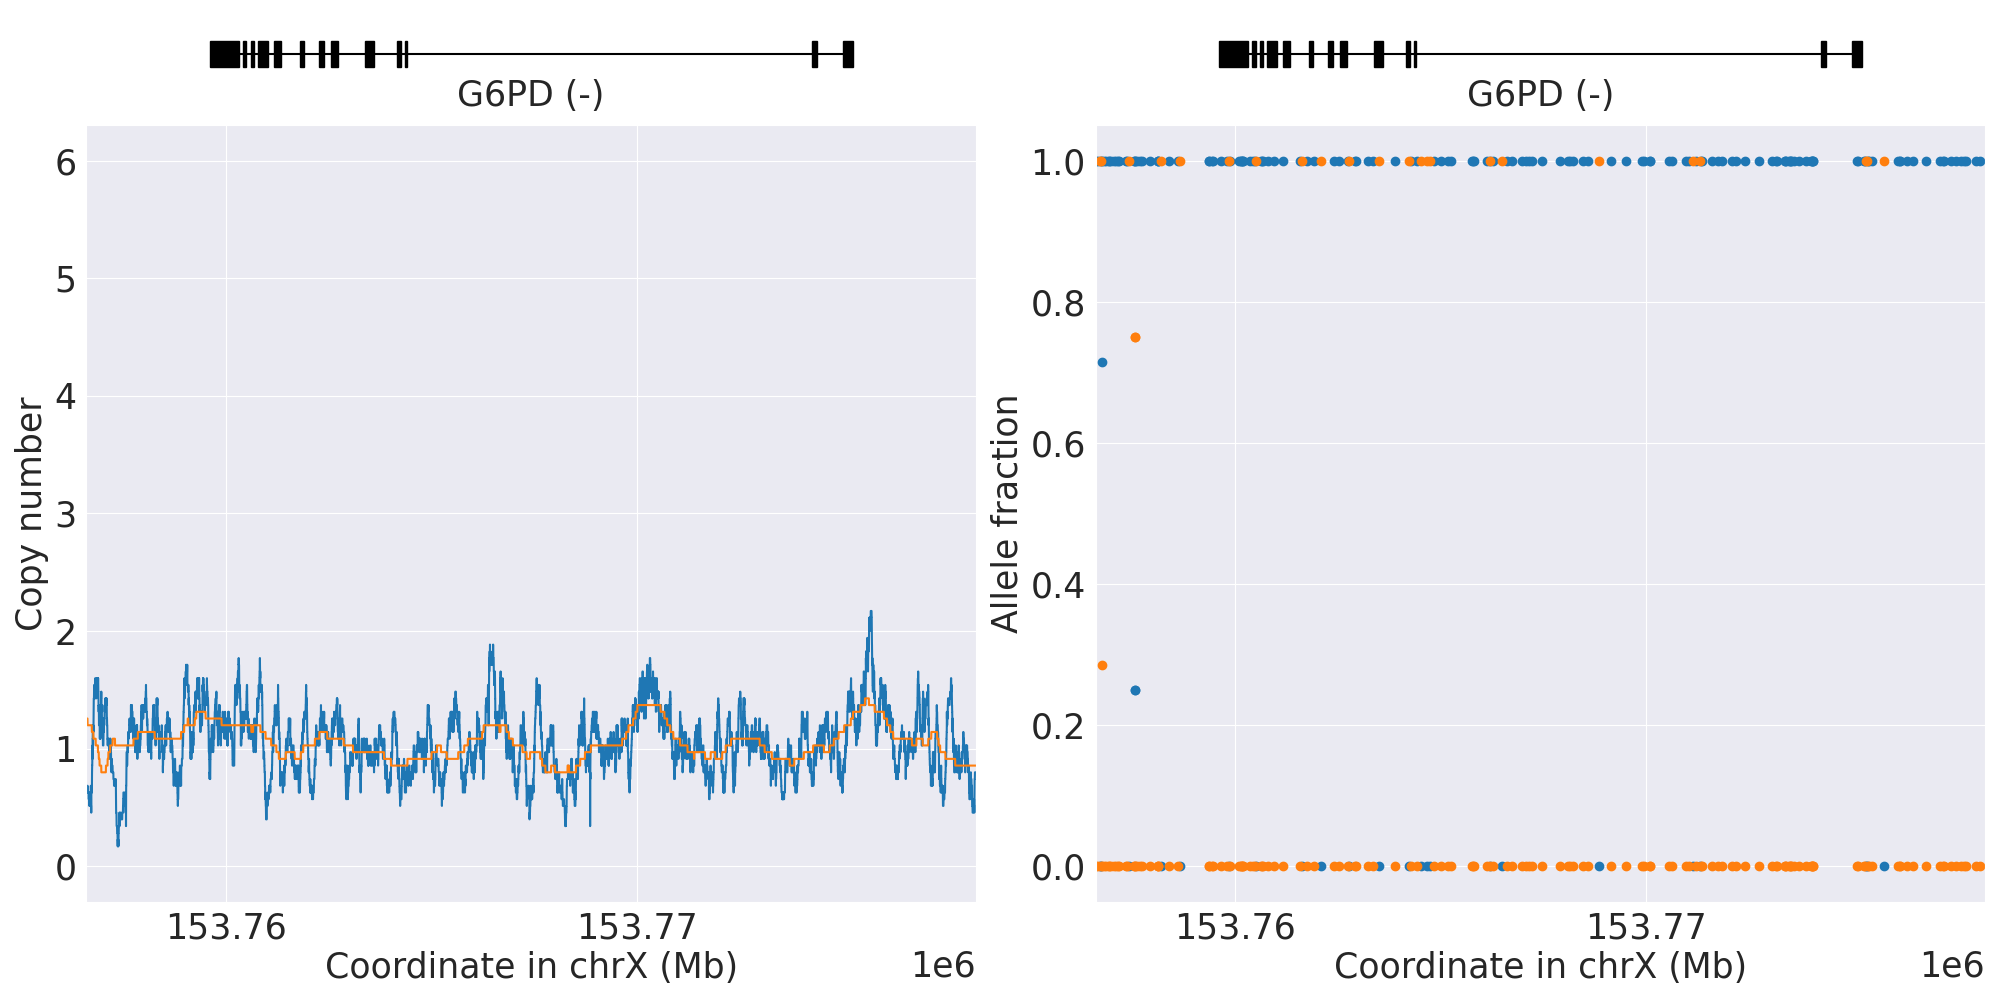 G6PD (-)
6
5
4
3
2
1
0
Copy number
153.76
153.77
Coordinate in chrX (Mb)
1e6
G6PD (-)
1.0
0.8
0.6
0.4
0.2
0.0
Allele fraction
153.76
153.77
Coordinate in chrX (Mb)
1e6